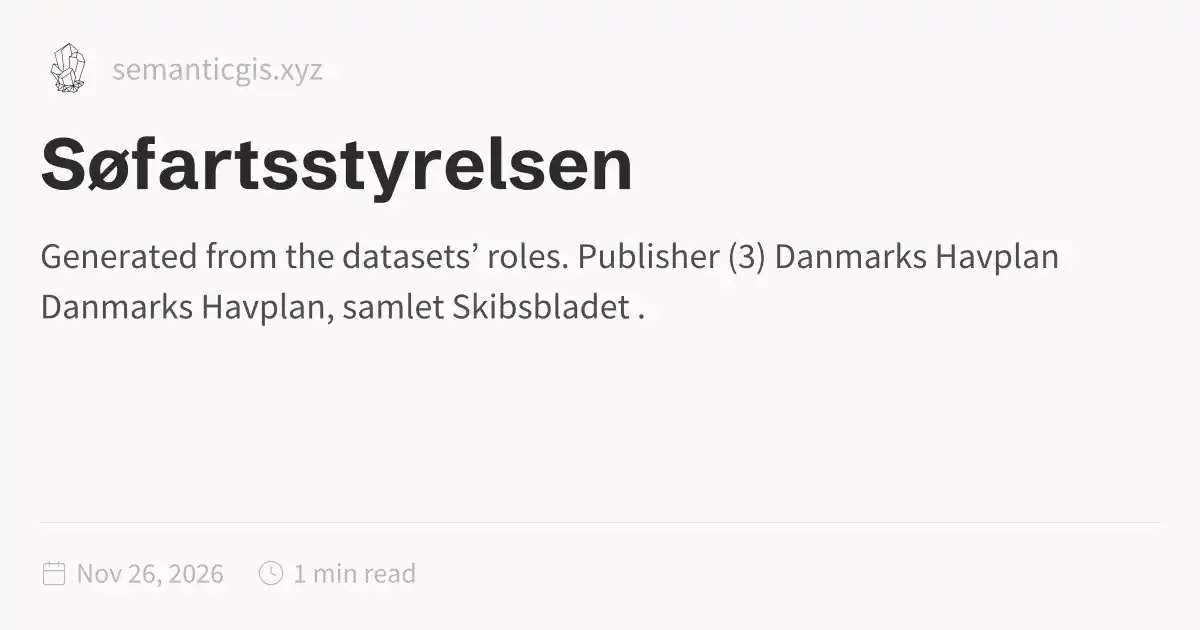 semanticgis.xyz
Søfartsstyrelsen
Generated from the datasets’ roles. Publisher (3) Danmarks Havplan
Danmarks Havplan, samlet Skibsbladet .
Nov 26, 2026
1 min read